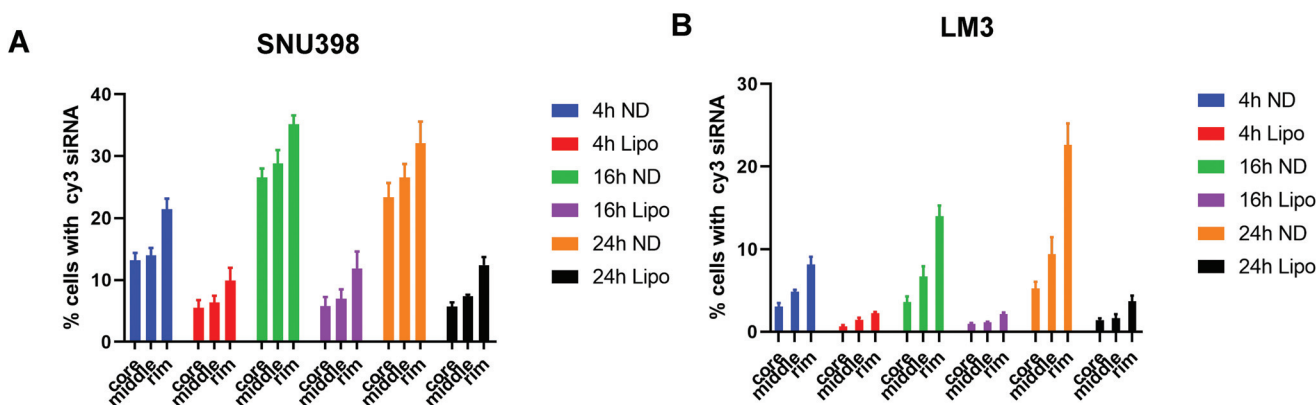 A
SNU398
% cells with cy3 siRNA
40
30
20
10
0
core
middle
rim
core
middle
rim
core
middle
rim
core
middle
rim
core
middle
rim
core
middle
rim
4h ND
4h Lipo
16h ND
16h Lipo
24h ND
24h Lipo
B
LM3
% cells with cy3 siRNA
30
20
10
0
core
middle
rim
core
middle
rim
core
middle
rim
core
middle
rim
core
middle
rim
core
middle
rim
4h ND
4h Lipo
16h ND
16h Lipo
24h ND
24h Lipo